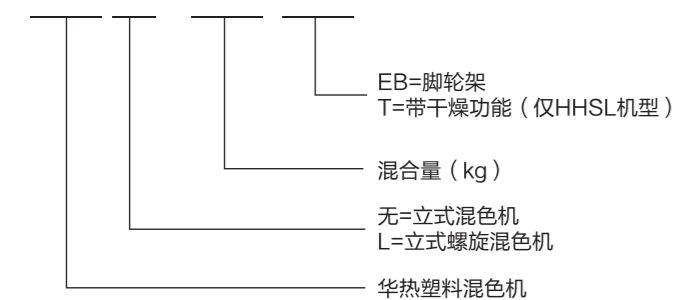 EB=脚轮架
T=带干燥功能（仅HHSL机型）
混合量（kg）
无=立式混色机
L=立式螺旋混色机
华热塑料混色机